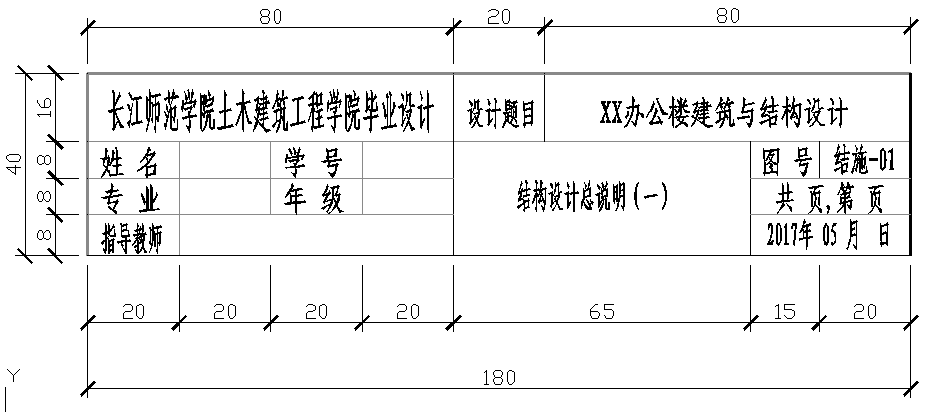 80 20 80
长江师范学院土木建筑工程学院毕业设计 设计题目 XX办公楼建筑与结构设计
16
40
姓 名 学 号 结构设计总说明(一) 图 号 结施-01
8
专 业 年 级 共 页,第 页
8
指导教师 2017年 05 月 日
8
20 20 20 20 65 15 20
180
Y